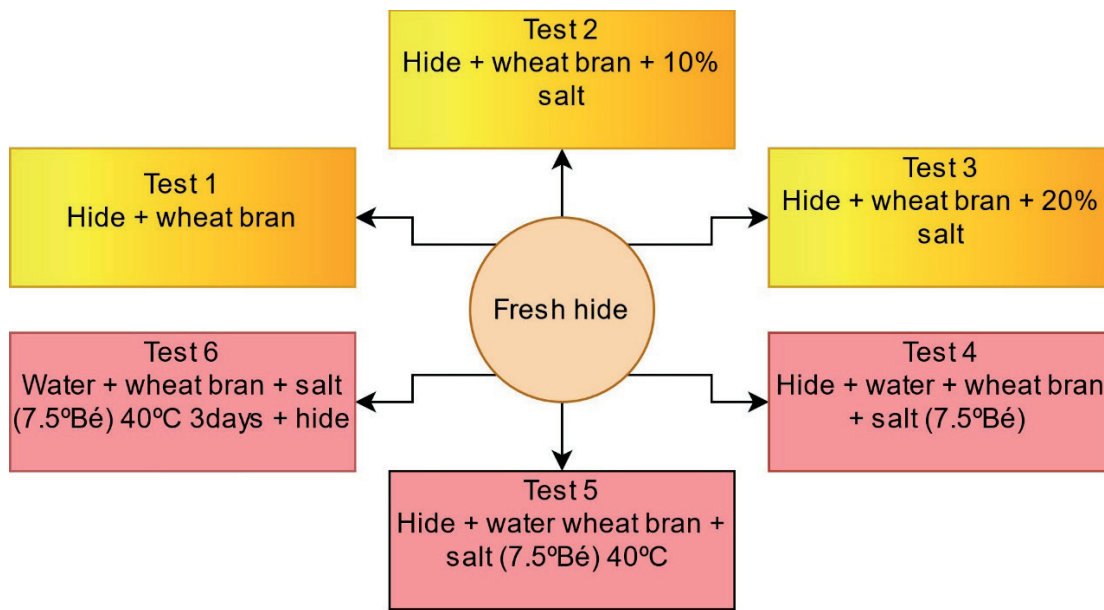 Test 2
Hide + wheat bran + 10%
salt
Test 1
Hide + wheat bran
Test 3
Hide + wheat bran + 20%
salt
Fresh hide
Test 6
Water + wheat bran + salt
(7.5ºBé) 40ºC 3days + hide
Test 4
Hide + water + wheat bran
+ salt (7.5ºBé)
Test 5
Hide + water wheat bran +
salt (7.5ºBé) 40ºC